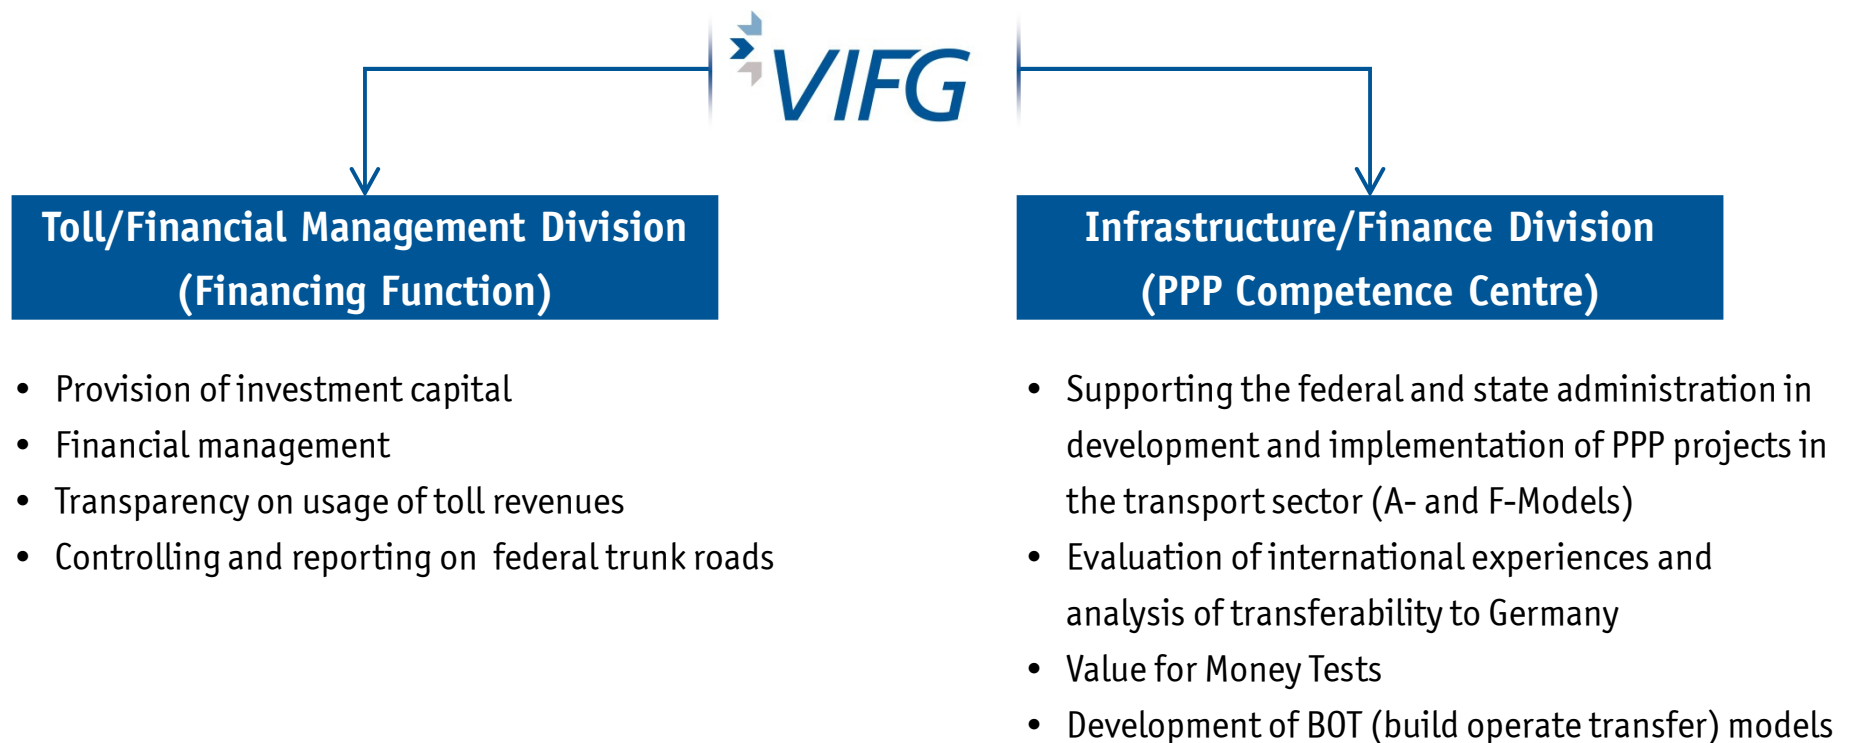 VIFG
Toll/Financial Management Division
(Financing Function)
• Provision of investment capital
• Financial management
• Transparency on usage of toll revenues
• Controlling and reporting on federal trunk roads
Infrastructure/Finance Division
(PPP Competence Centre)
• Supporting the federal and state administration in
development and implementation of PPP projects in
the transport sector (A- and F-Models)
• Evaluation of international experiences and
analysis of transferability to Germany
• Value for Money Tests
• Development of BOT (build operate transfer) models